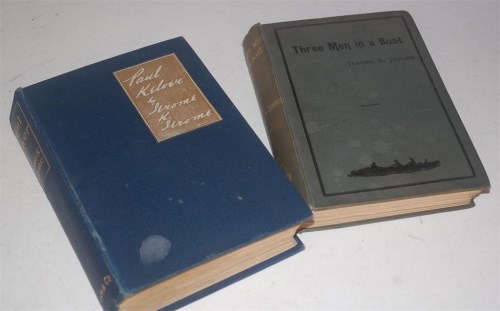 Paul
Kelver
by
Jerome
K
Jerome
Three Men in a Boat
Jerome K. Jerome